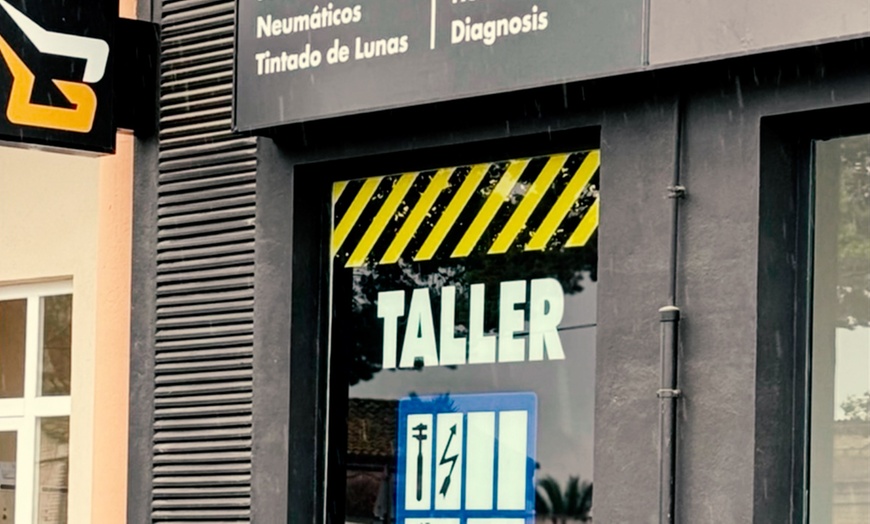 Neumáticos
Tintado de Lunas
Diagnosis
TALLER